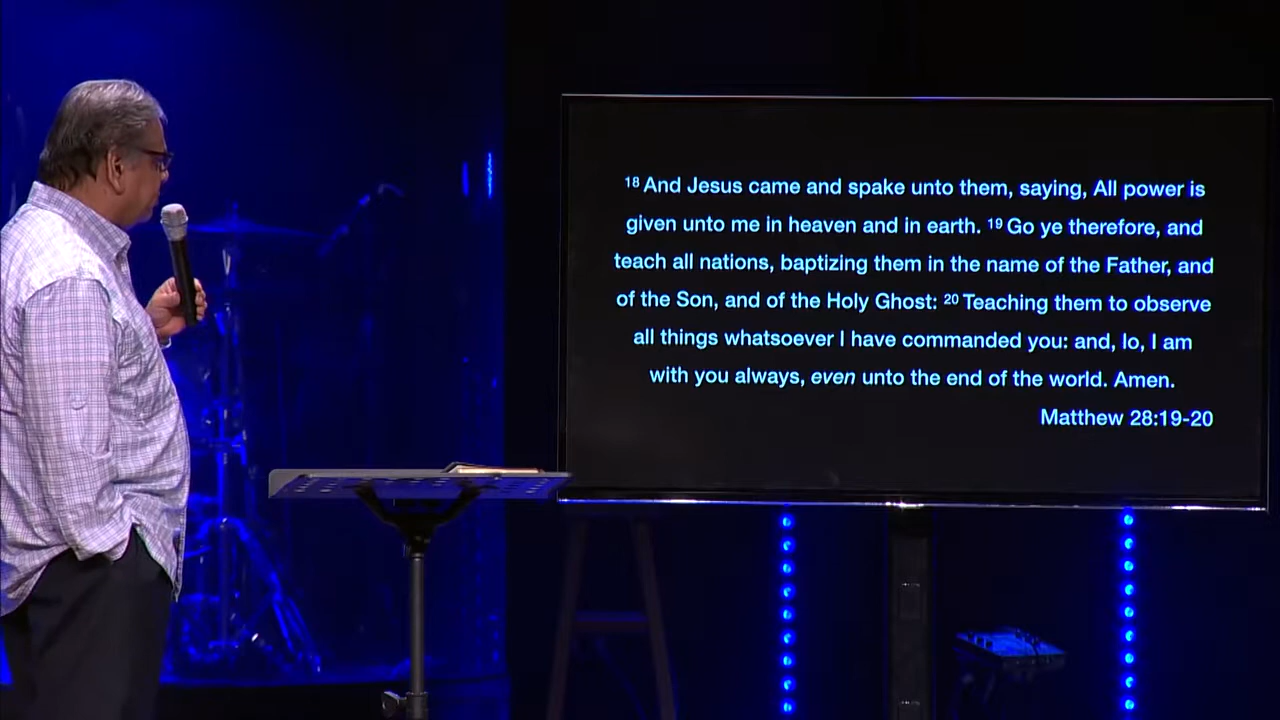 18 And Jesus came and spake unto them, saying, All power is
given unto me in heaven and in earth. 19 Go ye therefore, and
teach all nations, baptizing them in the name of the Father, and
of the Son, and of the Holy Ghost: 20 Teaching them to observe
all things whatsoever I have commanded you: and, lo, I am
with you always, even unto the end of the world. Amen.
Matthew 28:19-20